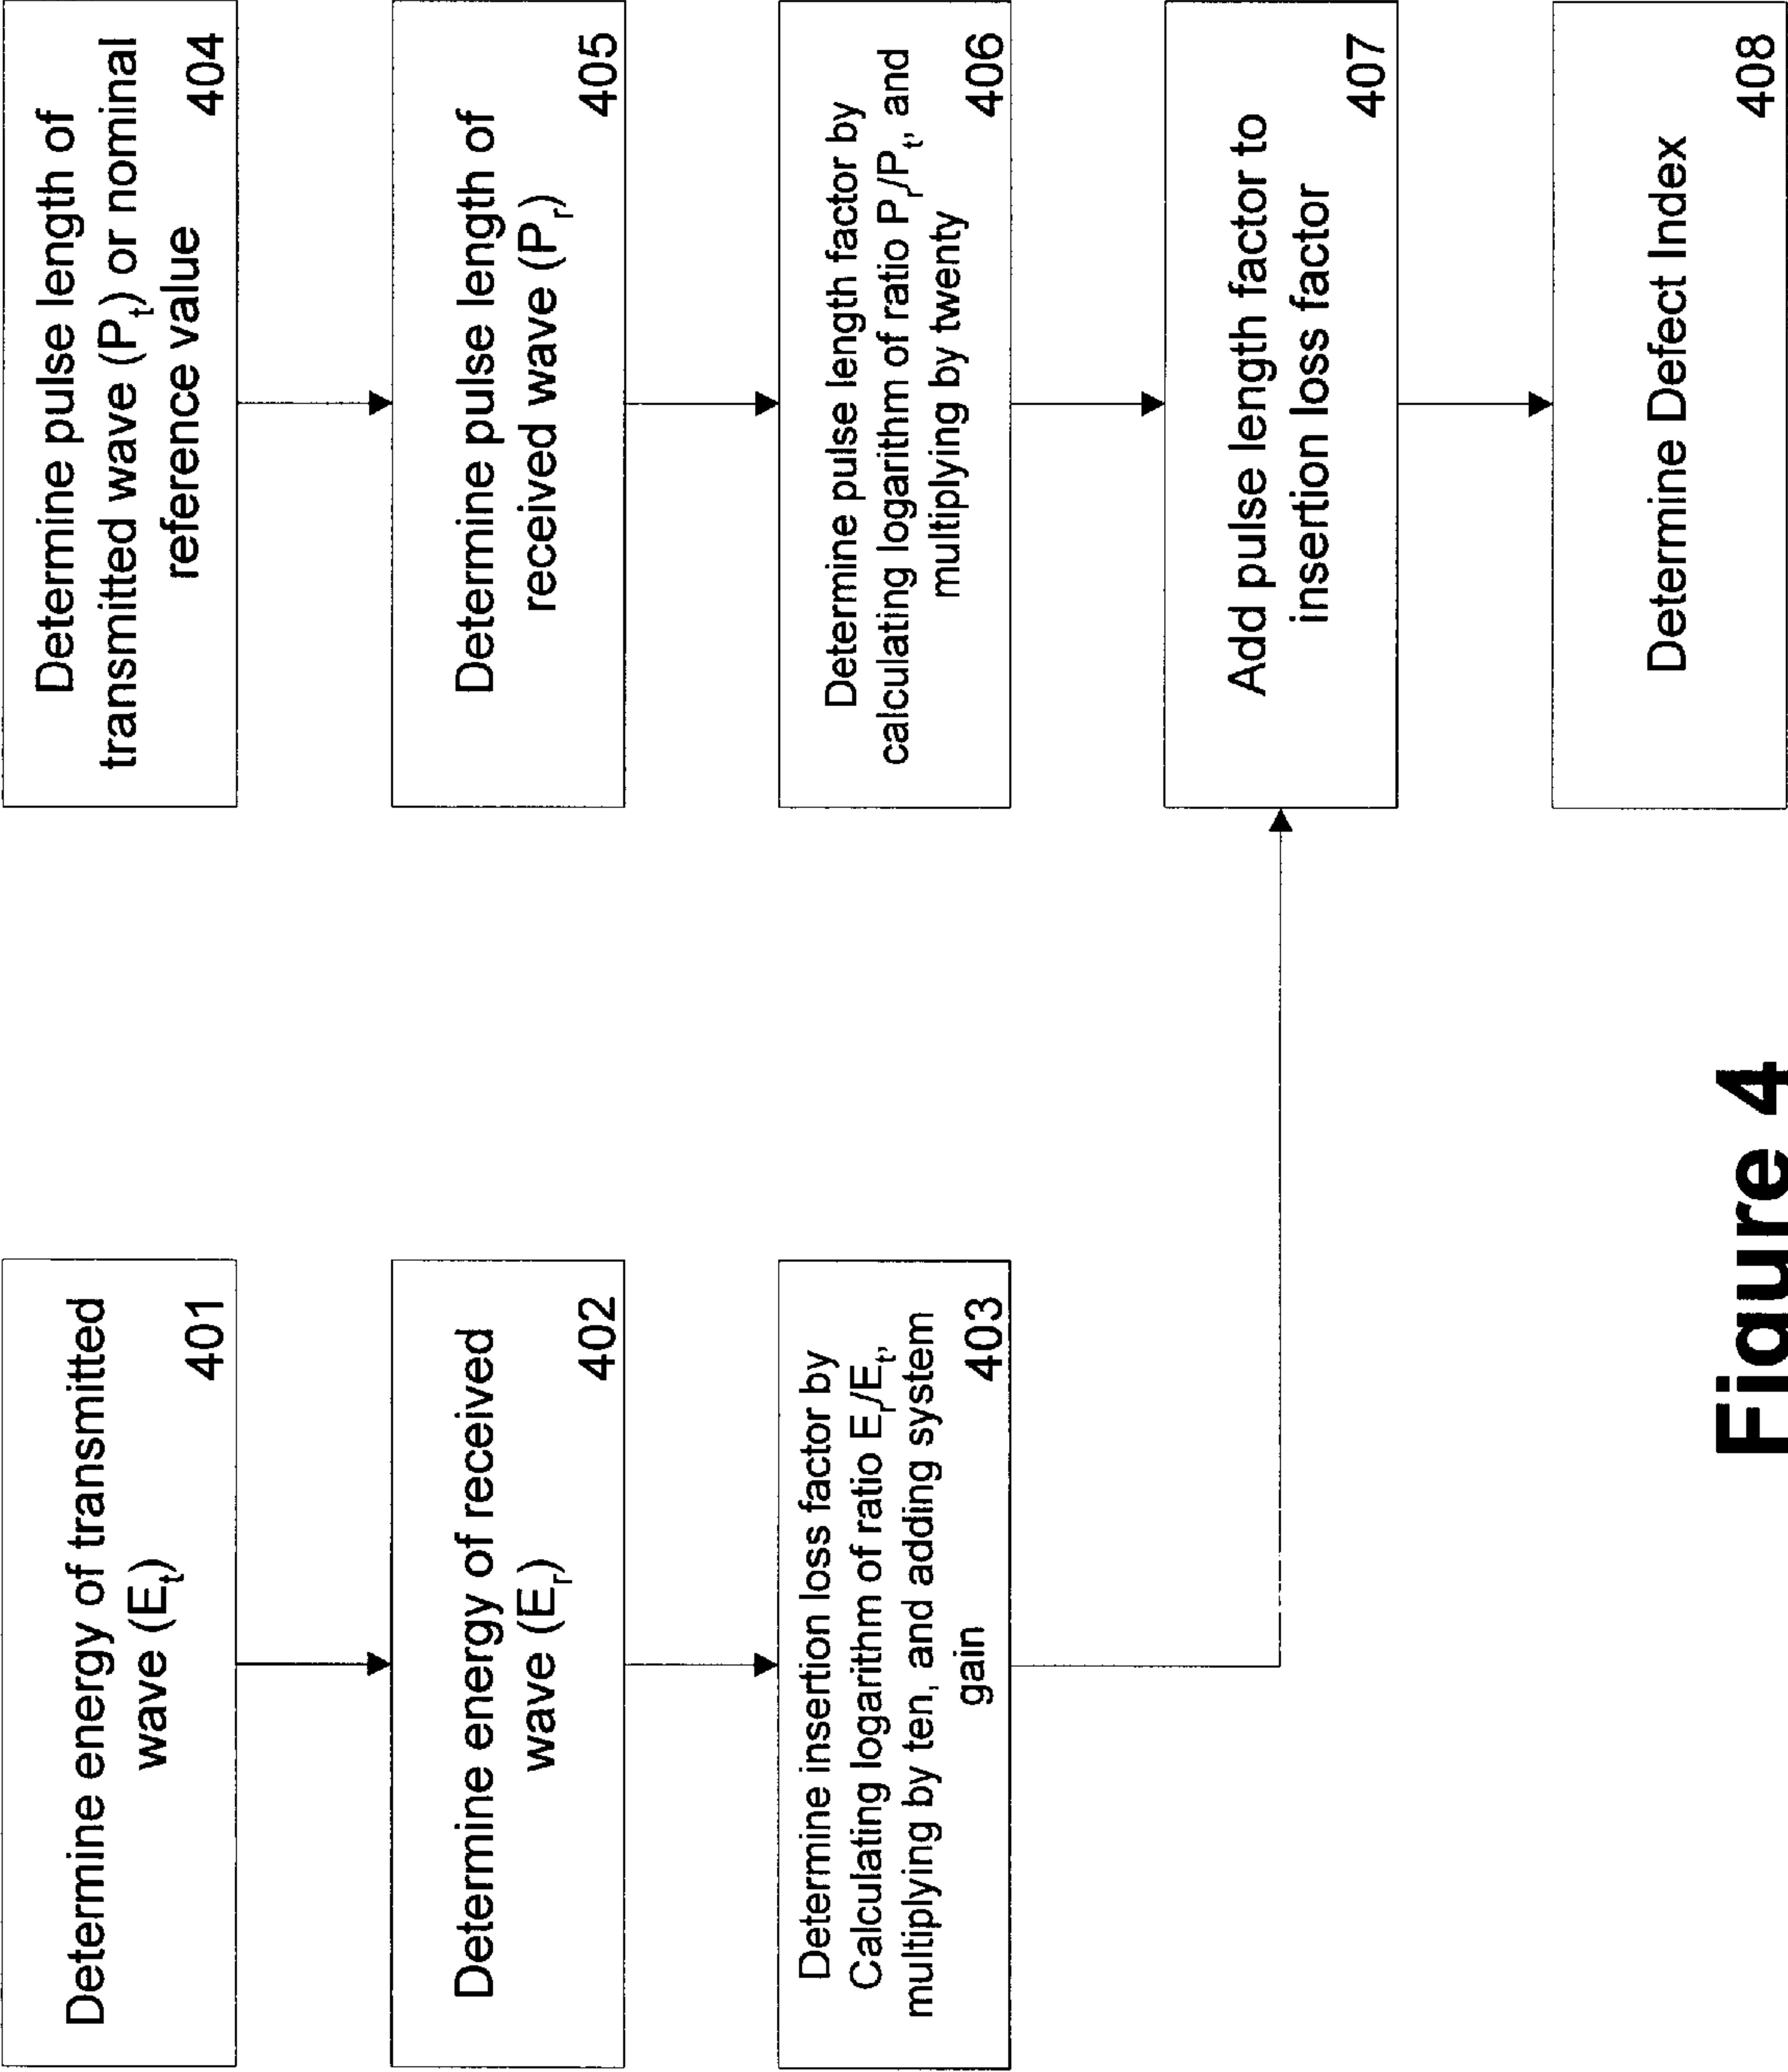 Determine energy of transmitted
wave (Et)
401
Determine energy of received
wave (Er)
402
Determine insertion loss factor by
Calculating logarithm of ratio Er/Et,
multiplying by ten, and adding system
gain
403
Determine pulse length of
transmitted wave (Pt) or nominal
reference value
404
Determine pulse length of
received wave (Pr)
405
Determine pulse length factor by
calculating logarithm of ratio Pr/Pt, and
multiplying by twenty
406
Add pulse length factor to
insertion loss factor
407
Determine Defect Index
408
Figure 4